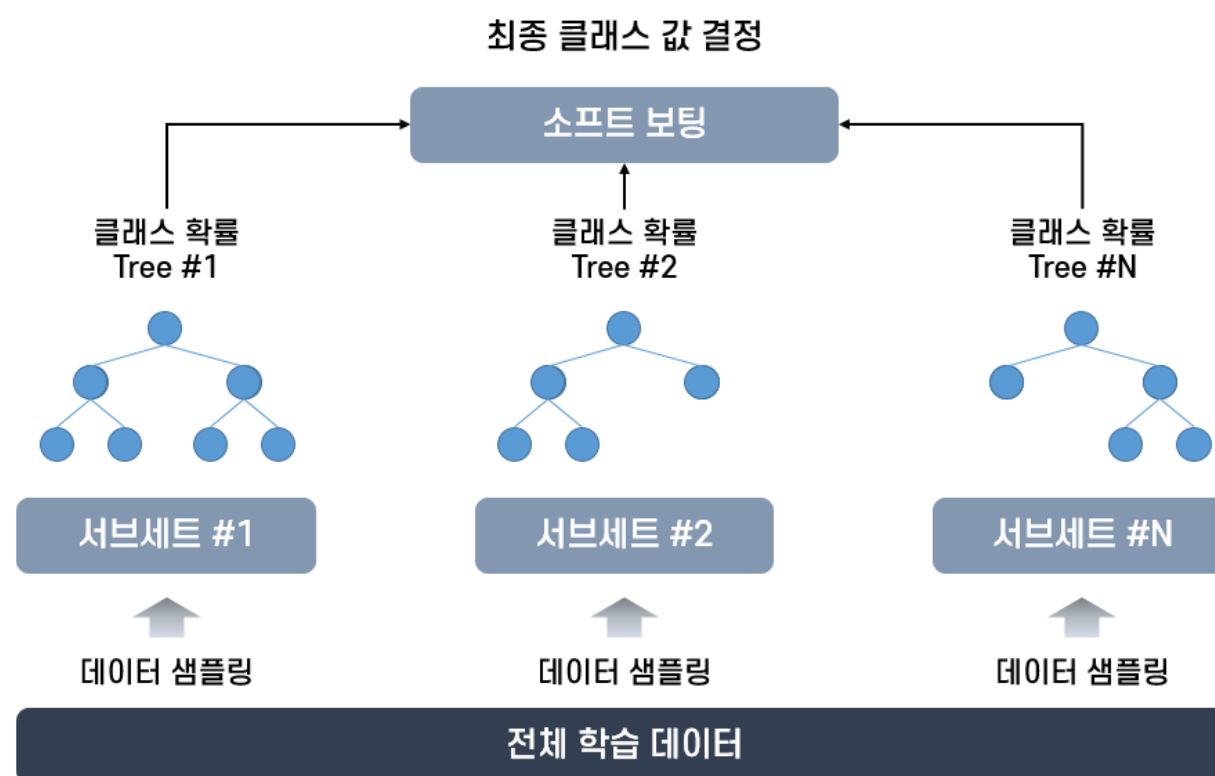 최종 클래스 값 결정
소프트 보팅
클래스 확률
Tree #1
클래스 확률
Tree #2
클래스 확률
Tree #N
서브세트 #1
서브세트 #2
서브세트 #N
데이터 샘플링
데이터 샘플링
데이터 샘플링
전체 학습 데이터